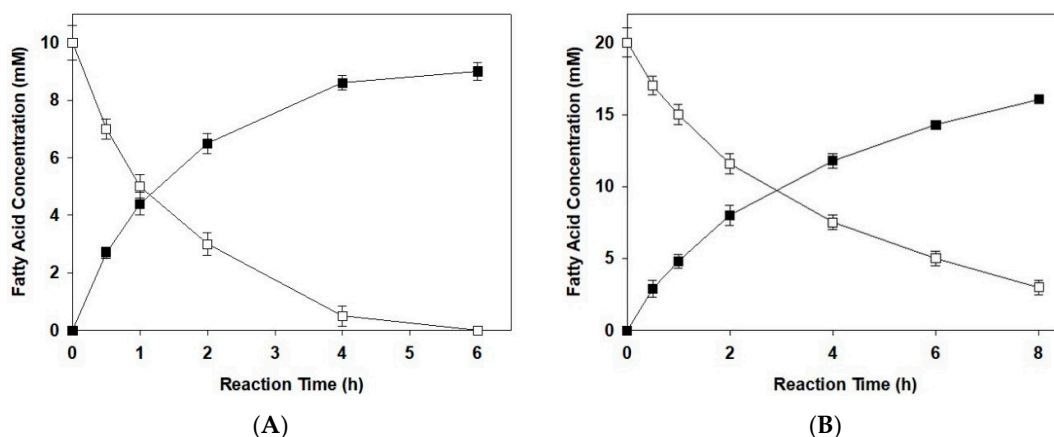 Fatty Acid Concentration (mM)
10
8
6
4
2
0
0 1 2 3 4 5 6
Reaction Time (h)
(A)
Fatty Acid Concentration (mM)
20
15
10
5
0
0 2 4 6 8
Reaction Time (h)
(B)